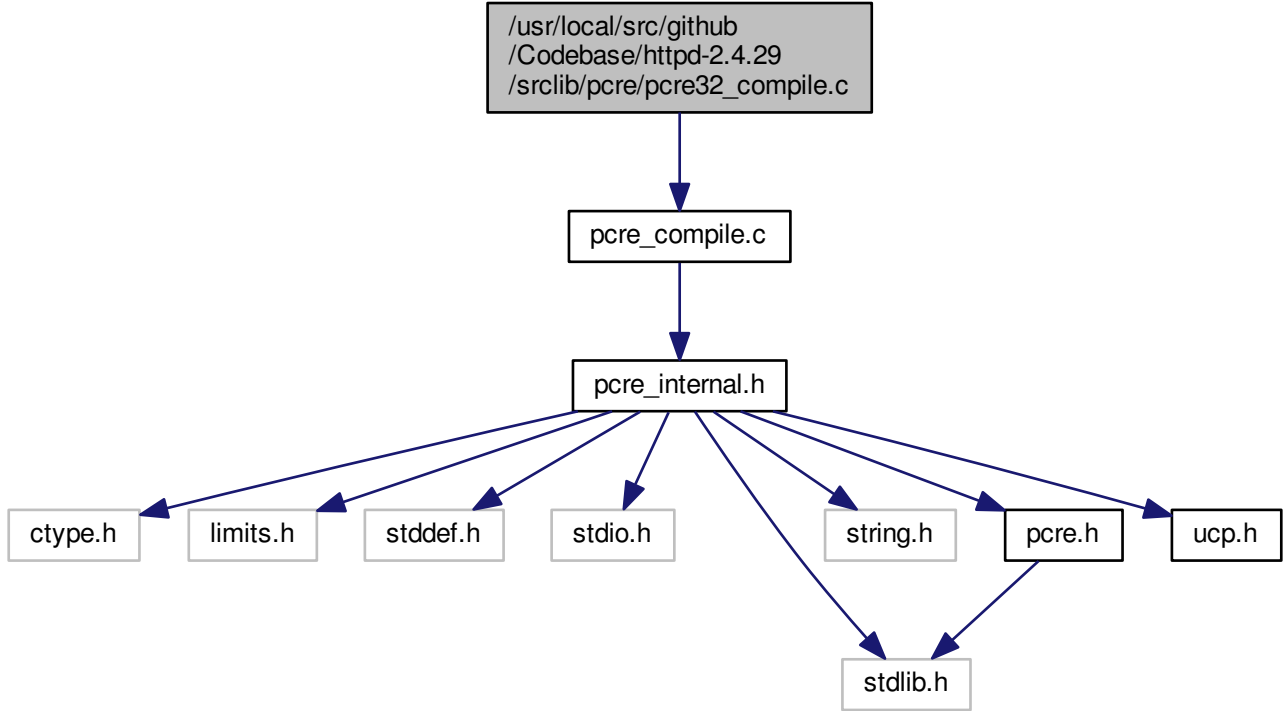 /usr/local/src/github
/Codebase/httpd-2.4.29
/srclib/pcre/pcre32_compile.c
pcre_compile.c
pcre_internal.h
ctype.h
limits.h
stddef.h
stdio.h
string.h
pcre.h
ucp.h
stdlib.h